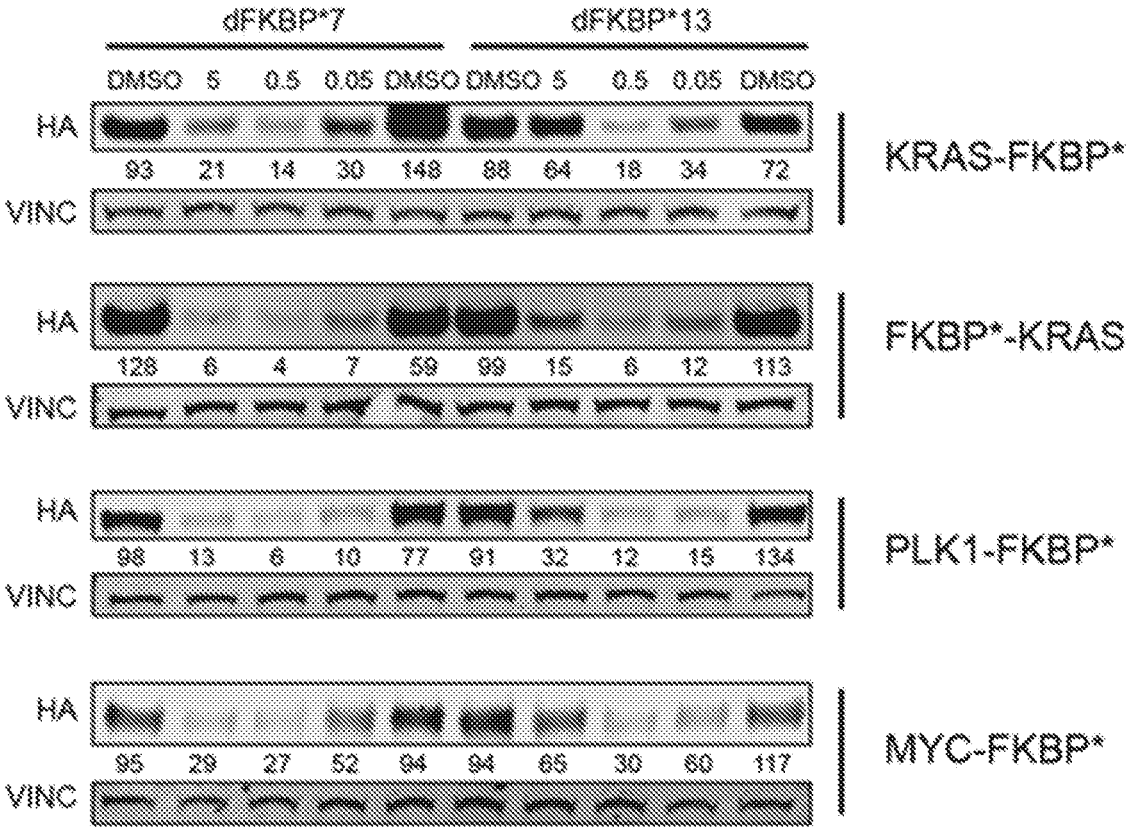 dFKBP*7 dFKBP*13
DMSO 5 0.5 0.05 DMSO DMSO 5 0.5 0.05 DMSO
HA
93 21 14 30 148 88 64 18 34 72
VINC
KRAS-FKBP*
HA
128 6 4 7 59 99 15 6 12 113
VINC
FKBP*-KRAS
HA
98 13 6 10 77 91 32 12 15 134
VINC
PLK1-FKBP*
HA
95 29 27 52 94 94 65 30 60 117
VINC
MYC-FKBP*